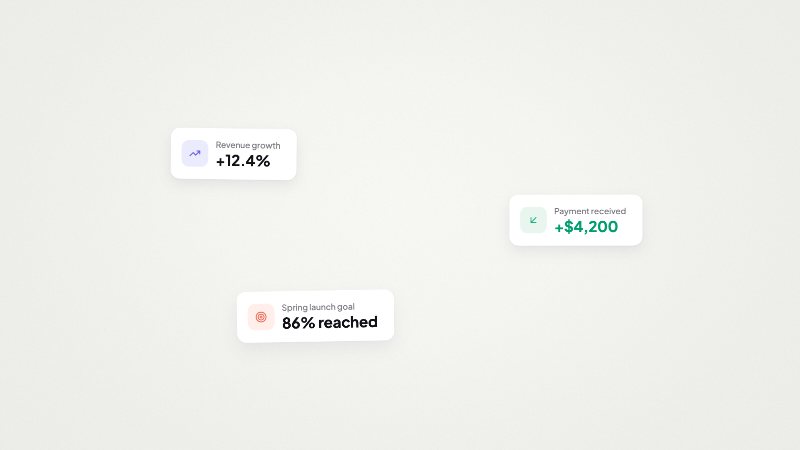 Revenue growth
+12.4%
Payment received
+$4,200
Spring launch goal
86% reached